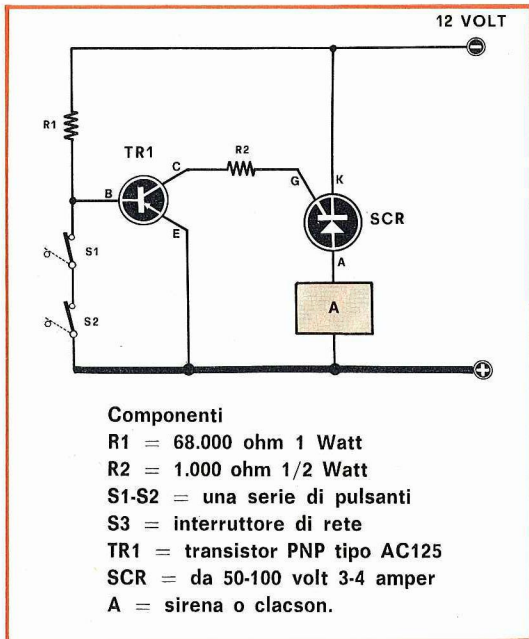 12 VOLT
R1
TR1
C
R2
G
K
B
SCR
E
A
S1
A
S2
Componenti
R1 = 68.000 ohm 1 Watt
R2 = 1.000 ohm 1/2 Watt
S1-S2 = una serie di pulsanti
S3 = interruttore di rete
TR1 = transistor PNP tipo AC125
SCR = da 50-100 volt 3-4 amper
A = sirena o clacson.